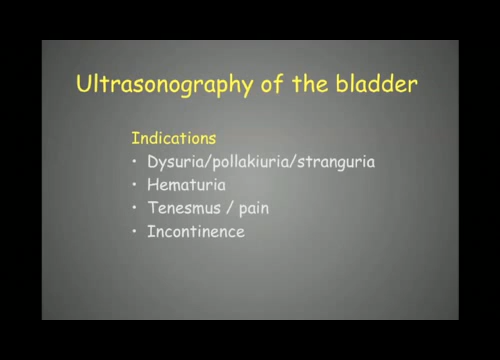 Ultrasonography of the bladder
Indications
• Dysuria/pollakiuria/stranguria
• Hematuria
• Tenesmus / pain
• Incontinence